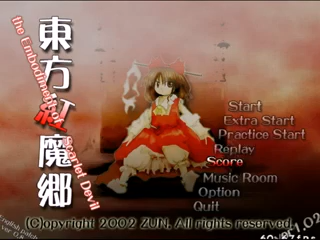 東方紅魔郷
the Embodiment of Scarlet Devil
Start
Extra Start
Practice Start
Replay
Score
Music Room
Option
Quit
(C)opyright 2002 ZUN, All rights reserved.